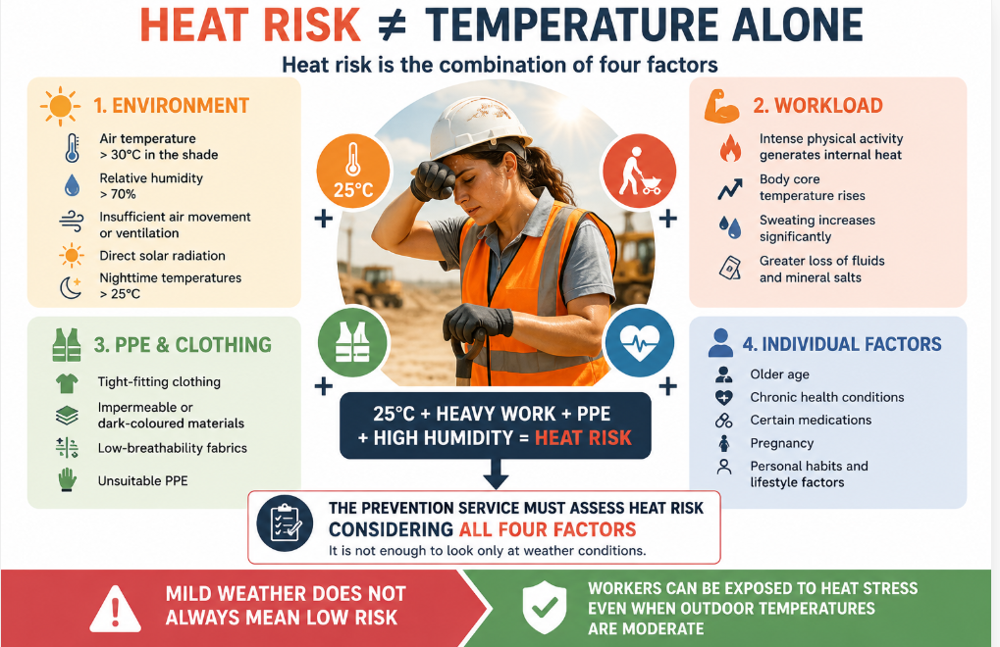 HEAT RISK ≠ TEMPERATURE ALONE
Heat risk is the combination of four factors
1. ENVIRONMENT
Air temperature
> 30°C in the shade
Relative humidity
> 70%
Insufficient air movement
or ventilation
Direct solar radiation
Nighttime temperatures
> 25°C
25°C
+
+
2. WORKLOAD
Intense physical activity
generates internal heat
Body core
temperature rises
Sweating increases
significantly
Greater loss of fluids
and mineral salts
3. PPE & CLOTHING
Tight-fitting clothing
Impermeable or
dark-coloured materials
Low-breathability fabrics
Unsuitable PPE
+
+
4. INDIVIDUAL FACTORS
Older age
Chronic health conditions
Certain medications
Pregnancy
Personal habits and
lifestyle factors
25°C + HEAVY WORK + PPE
+ HIGH HUMIDITY = HEAT RISK
THE PREVENTION SERVICE MUST ASSESS HEAT RISK
CONSIDERING ALL FOUR FACTORS
It is not enough to look only at weather conditions.
MILD WEATHER DOES NOT
ALWAYS MEAN LOW RISK
WORKERS CAN BE EXPOSED TO HEAT STRESS
EVEN WHEN OUTDOOR TEMPERATURES
ARE MODERATE